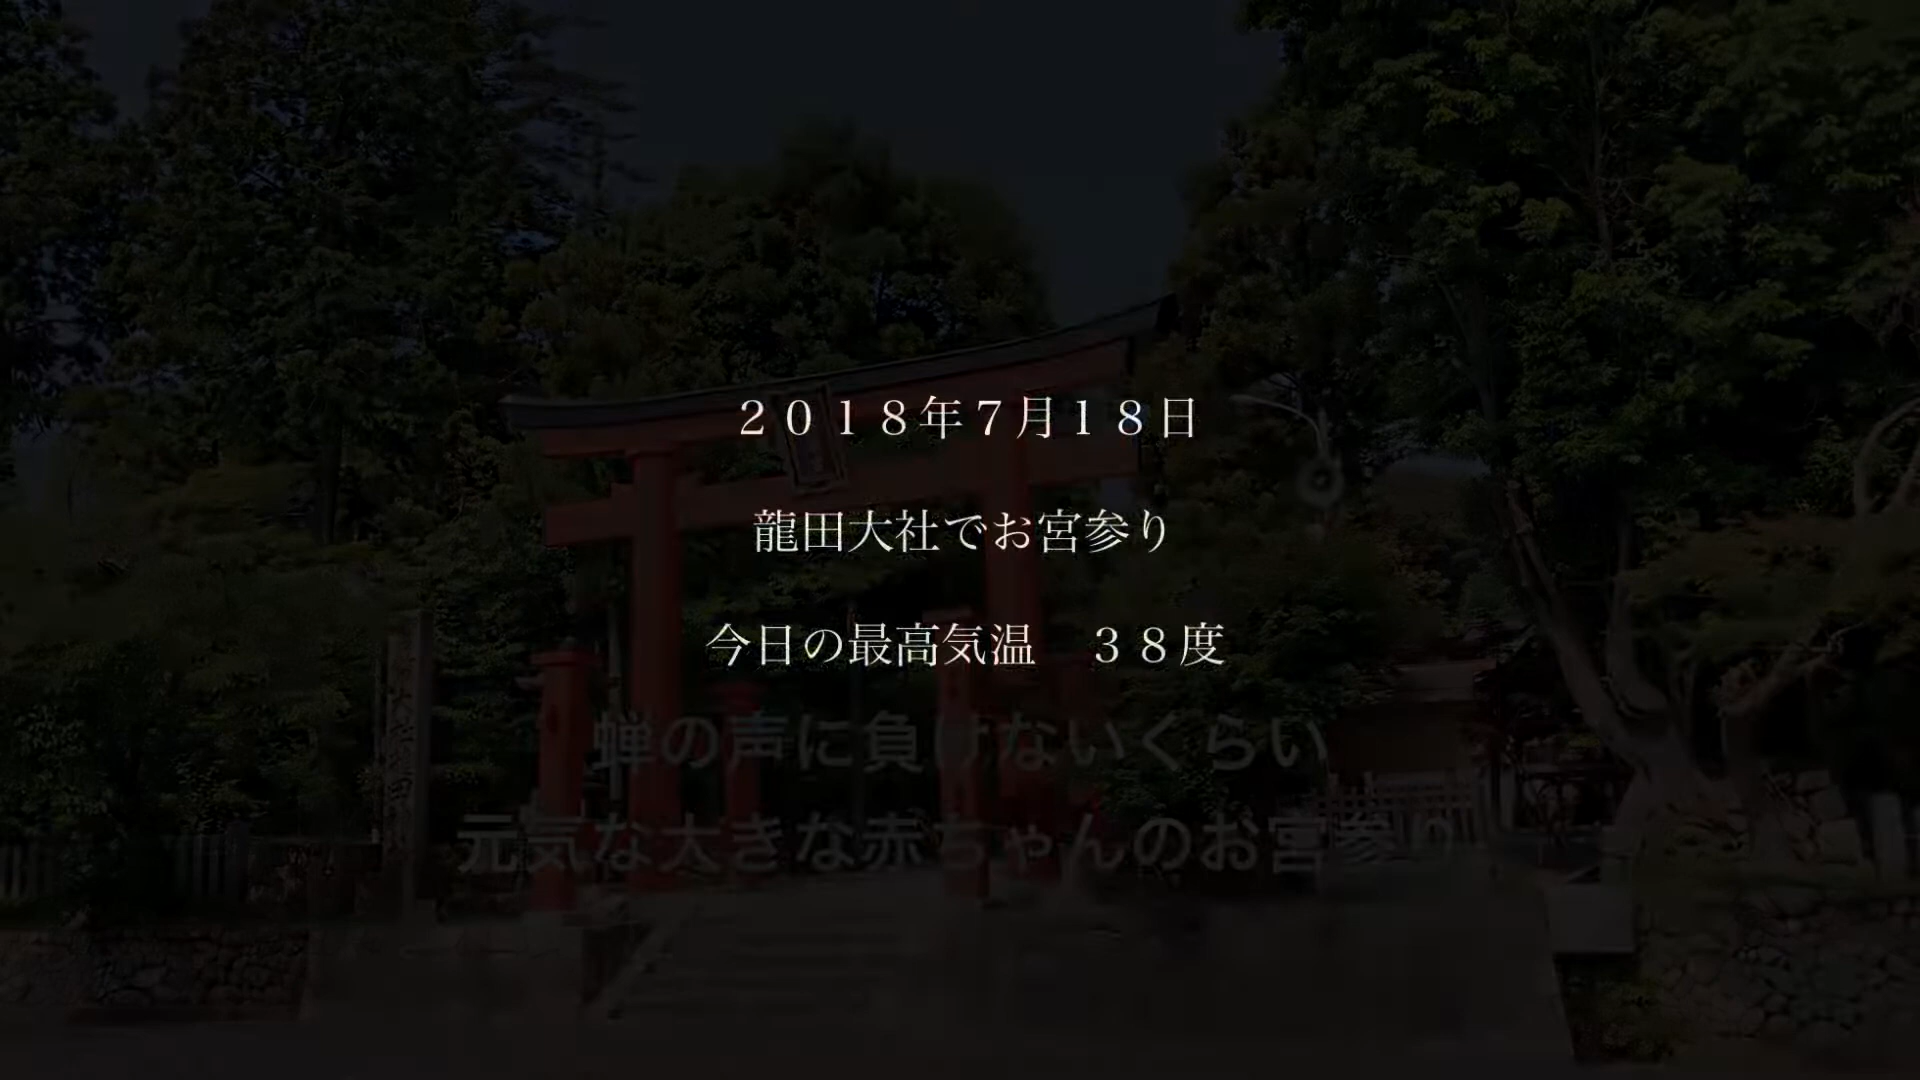 ２０１８年７月１８日
龍田大社でお宮参り
今日の最高気温　３８度
蝉の声に負けないくらい
元気な大きな赤ちゃんのお宮参り